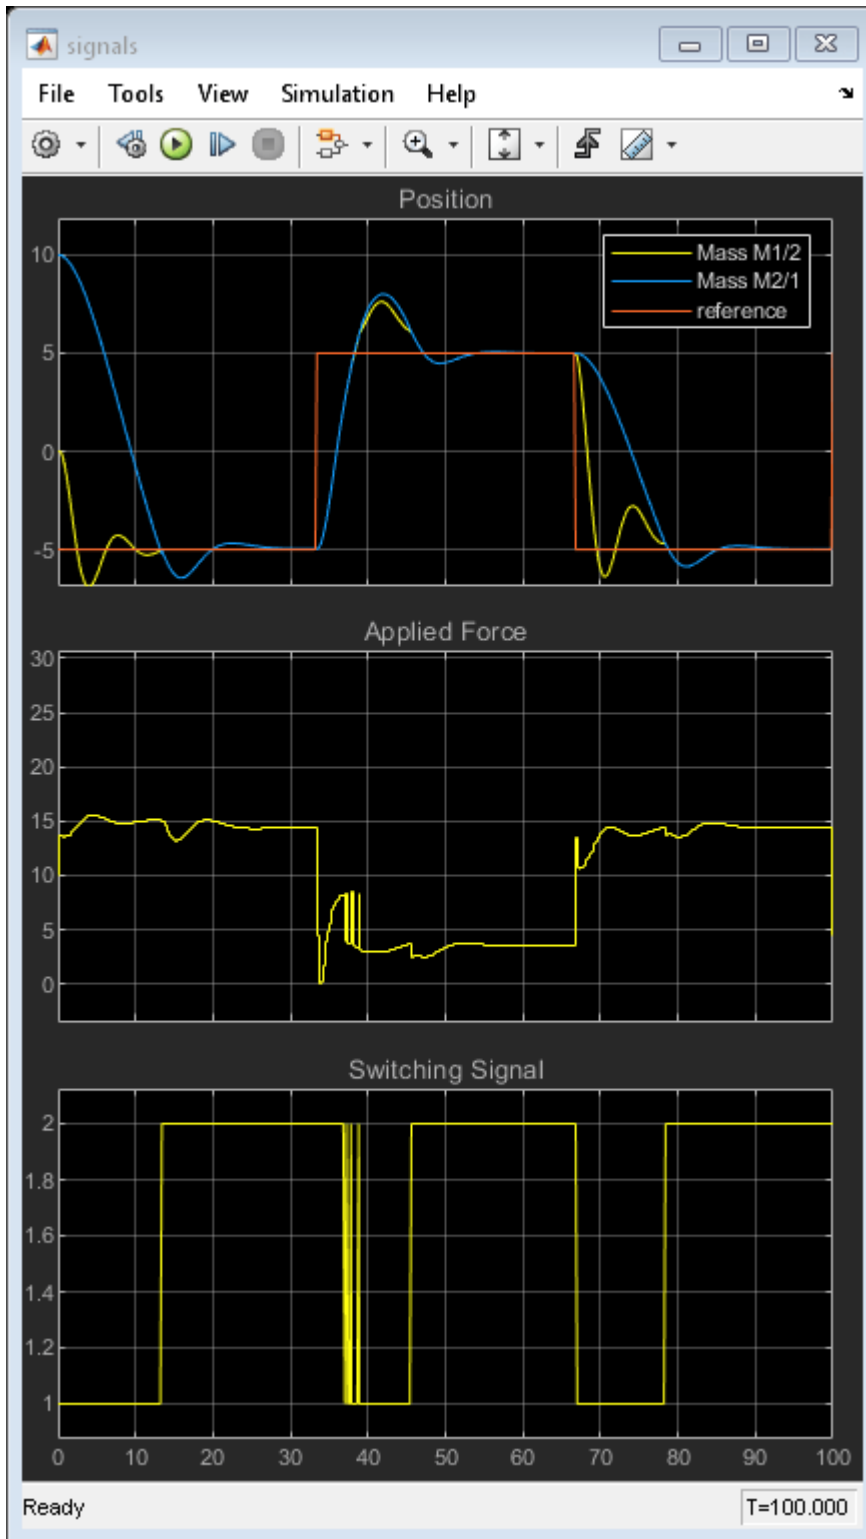 signals
File Tools View Simulation Help
Position
10
5
0
-5
Mass M1/2
Mass M2/1
reference
Applied Force
30
25
20
15
10
5
0
Switching Signal
2
1.8
1.6
1.4
1.2
1
0 10 20 30 40 50 60 70 80 90 100
Ready T=100.000